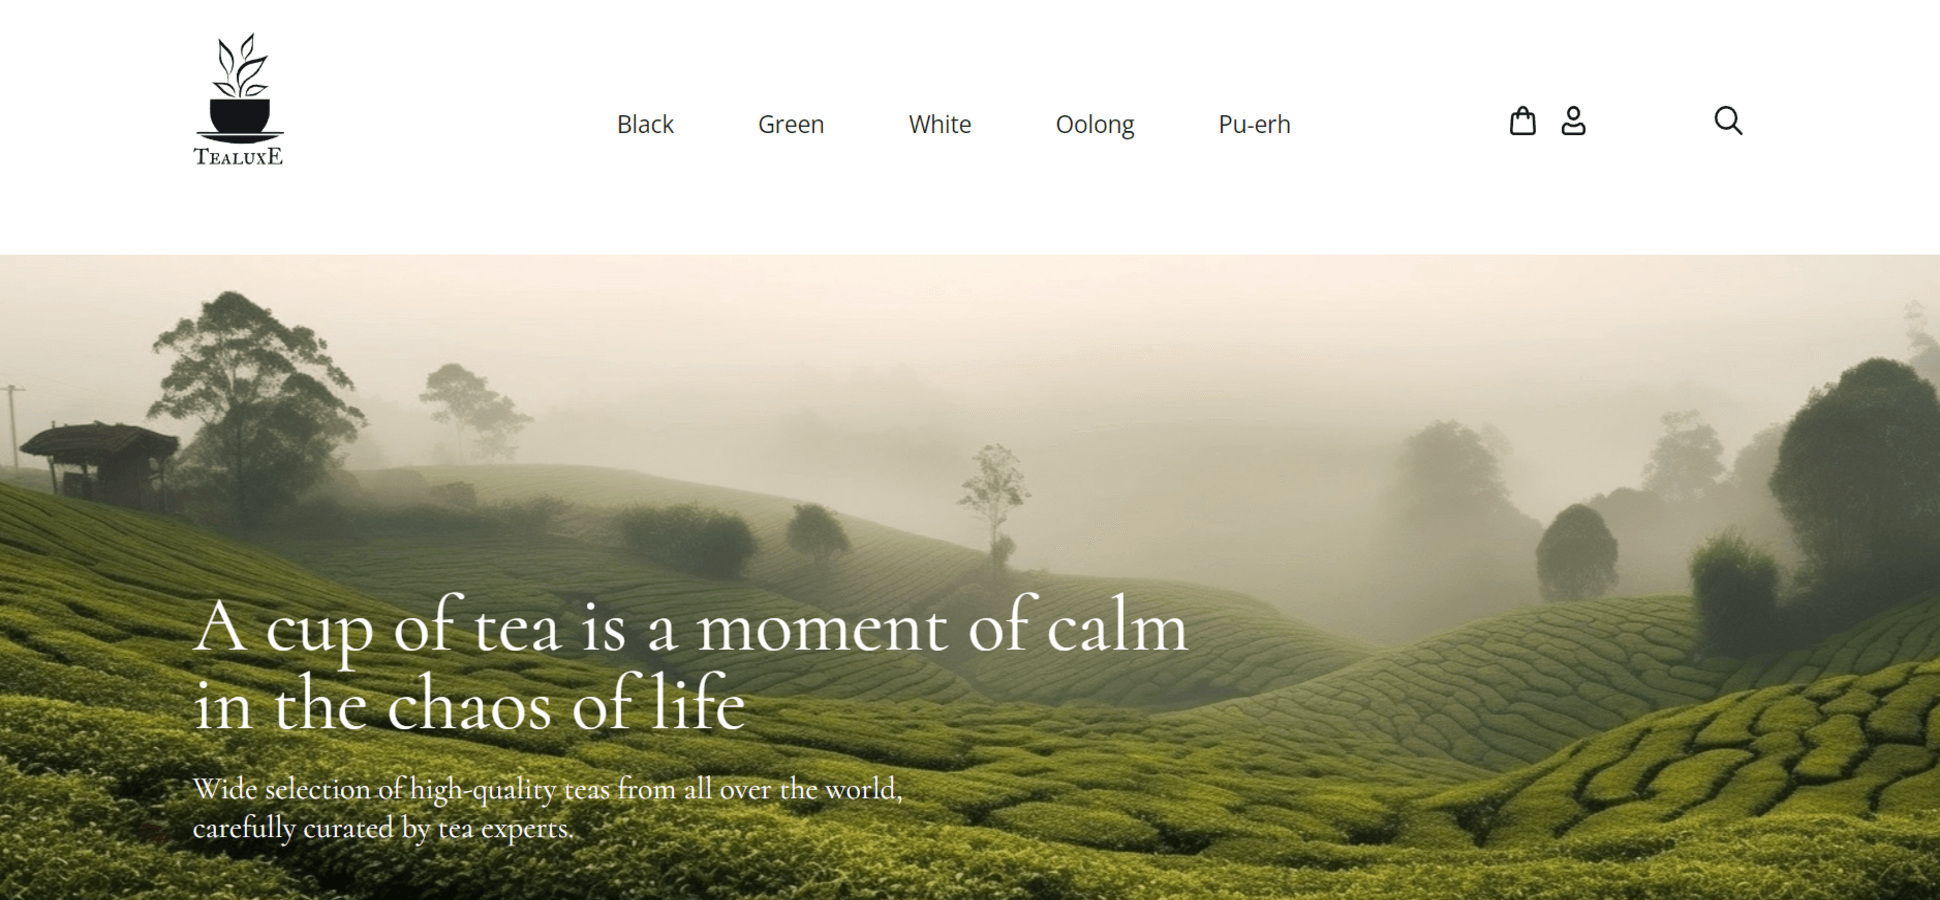 TEALUXE
Black
Green
White
Oolong
Pu-erh
A cup of tea is a moment of calm
in the chaos of life
Wide selection of high-quality teas from all over the world,
carefully curated by tea experts.